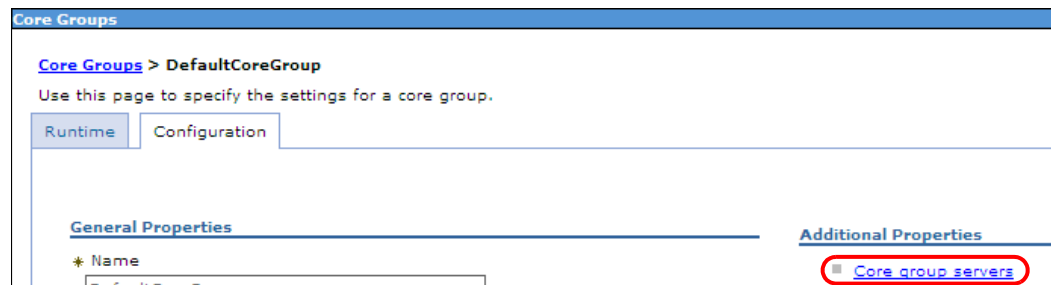 Core Groups
Core Groups > DefaultCoreGroup
Use this page to specify the settings for a core group.
Runtime Configuration
General Properties
Additional Properties
* Name
Core group servers